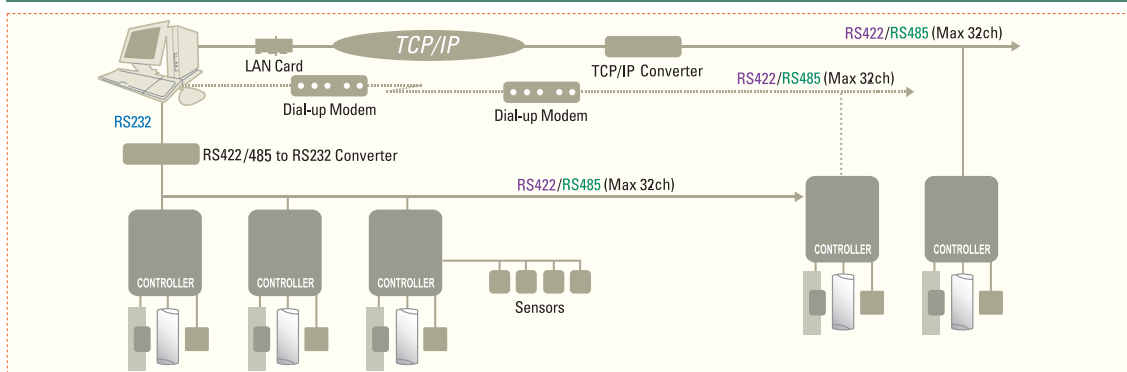 RS422/RS485 (Max 32ch)
TCP/IP
LAN Card
TCP/IP Converter
RS422/RS485 (Max 32ch)
Dial-up Modem
Dial-up Modem
RS232
RS422/485 to RS232 Converter
RS422/RS485 (Max 32ch)
CONTROLLER
CONTROLLER
CONTROLLER
CONTROLLER
CONTROLLER
Sensors